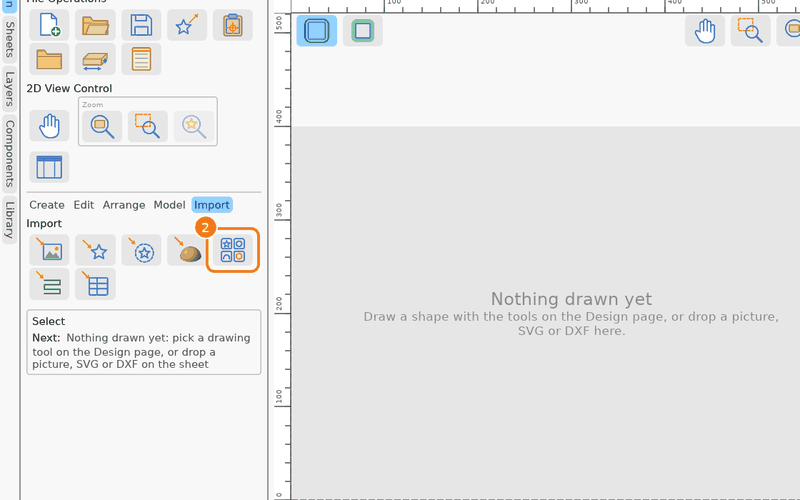 File Operations
Sheets
Layers
Components
Library
2D View Control
Zoom
Create Edit Arrange Model Import
Import
2
Select
Next: Nothing drawn yet: pick a drawing
tool on the Design page, or drop a
picture, SVG or DXF on the sheet
100 200 300 400 500
500
400
300
200
100
0
Nothing drawn yet
Draw a shape with the tools on the Design page, or drop a picture,
SVG or DXF here.